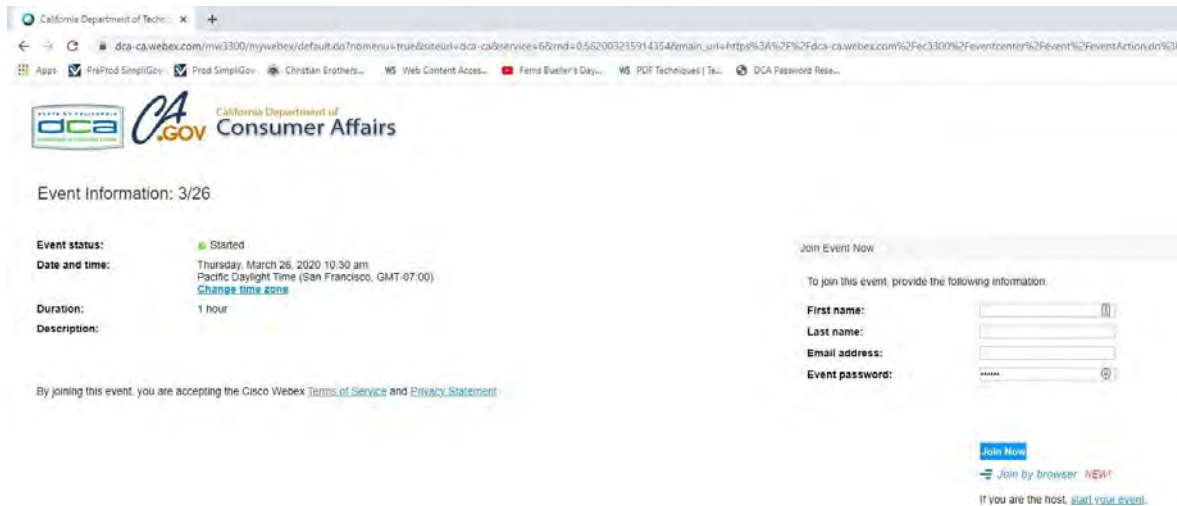 California Department of Techn
dca-ca.webex.com/mw3300/mywebex/default.do?nomenu=true&siteurl=dca-ca&service=6&rnd=0.562003235914354&main_url=https%3A%2F%2Fdca-ca.webex.com%2Fec3300%2Feventcenter%2Fevent%2FeventAction.do%3
Apps PreProd SimpliGov Prod SimpliGov Christian Brothers... Web Content Acces... Ferris Bueller's Day... PDF Techniques | Te... DCA Password Rese...
STATE OF CALIFORNIA
dca
CA.GOV
California Department of
Consumer Affairs
Event Information: 3/26
Event status: Started
Date and time: Thursday, March 26, 2020 10:30 am
Pacific Daylight Time (San Francisco, GMT-07:00)
Change time zone
Duration: 1 hour
Description:
By joining this event, you are accepting the Cisco Webex Terms of Service and Privacy Statement
Join Event Now
To join this event, provide the following information.
First name:
Last name:
Email address:
Event password:
Join Now
Join by browser NEW!
If you are the host, start your event.